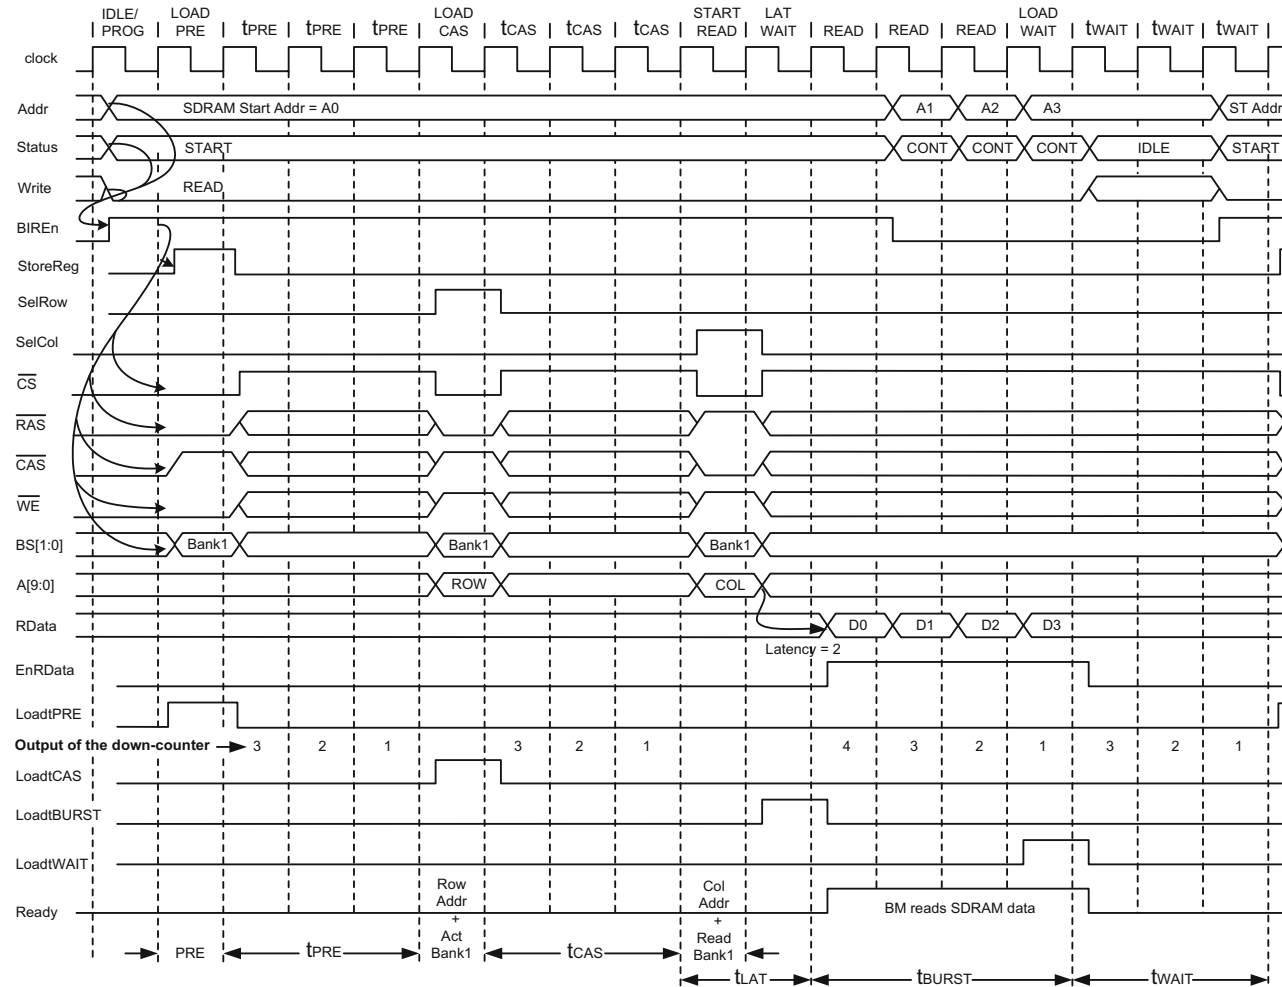 IDLE/ LOAD LOAD START LAT LOAD
PROG PRE tPRE tPRE tPRE CAS tCAS tCAS tCAS READ WAIT READ READ READ WAIT tWAIT tWAIT tWAIT
clock
Addr SDRAM Start Addr = A0 A1 A2 A3 ST Addr
Status START CONT CONT CONT IDLE START
Write READ
BIREn
StoreReg
SelRow
SelCol
CS
RAS
CAS
WE
BS[1:0] Bank1 Bank1 Bank1
A[9:0] ROW COL
RData D0 D1 D2 D3
Latency = 2
EnRData
LoadtPRE
Output of the down-counter 3 2 1 3 2 1 4 3 2 1 3 2 1
LoadtCAS
LoadtBURST
LoadtWAIT
Ready
Row
Addr
+
Act
Bank1
Col
Addr
+
Read
Bank1
BM reads SDRAM data
PRE tPRE tCAS
tLAT tBURST tWAIT